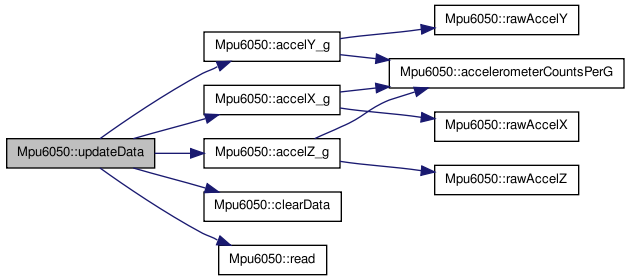 Mpu6050::updateData
Mpu6050::accelY_g
Mpu6050::accelX_g
Mpu6050::accelZ_g
Mpu6050::clearData
Mpu6050::read
Mpu6050::rawAccelY
Mpu6050::accelerometerCountsPerG
Mpu6050::rawAccelX
Mpu6050::rawAccelZ